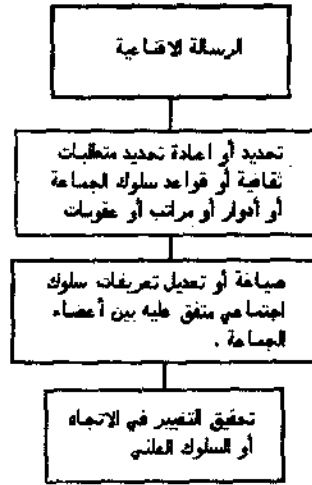 الرسالة الاقناعية
تحديد أو اعادة تحديد متطلبات
ثقافية أو قواعد سلوك الجماعة
أو أدوار أو مراتب أو عقوبات
صياغة أو تعديل تعريفات سلوك
اجتماعي متفق عليه بين أعضاء
الجماعة .
تحقيق التغيير في الاتجاه
أو السلوك العلني